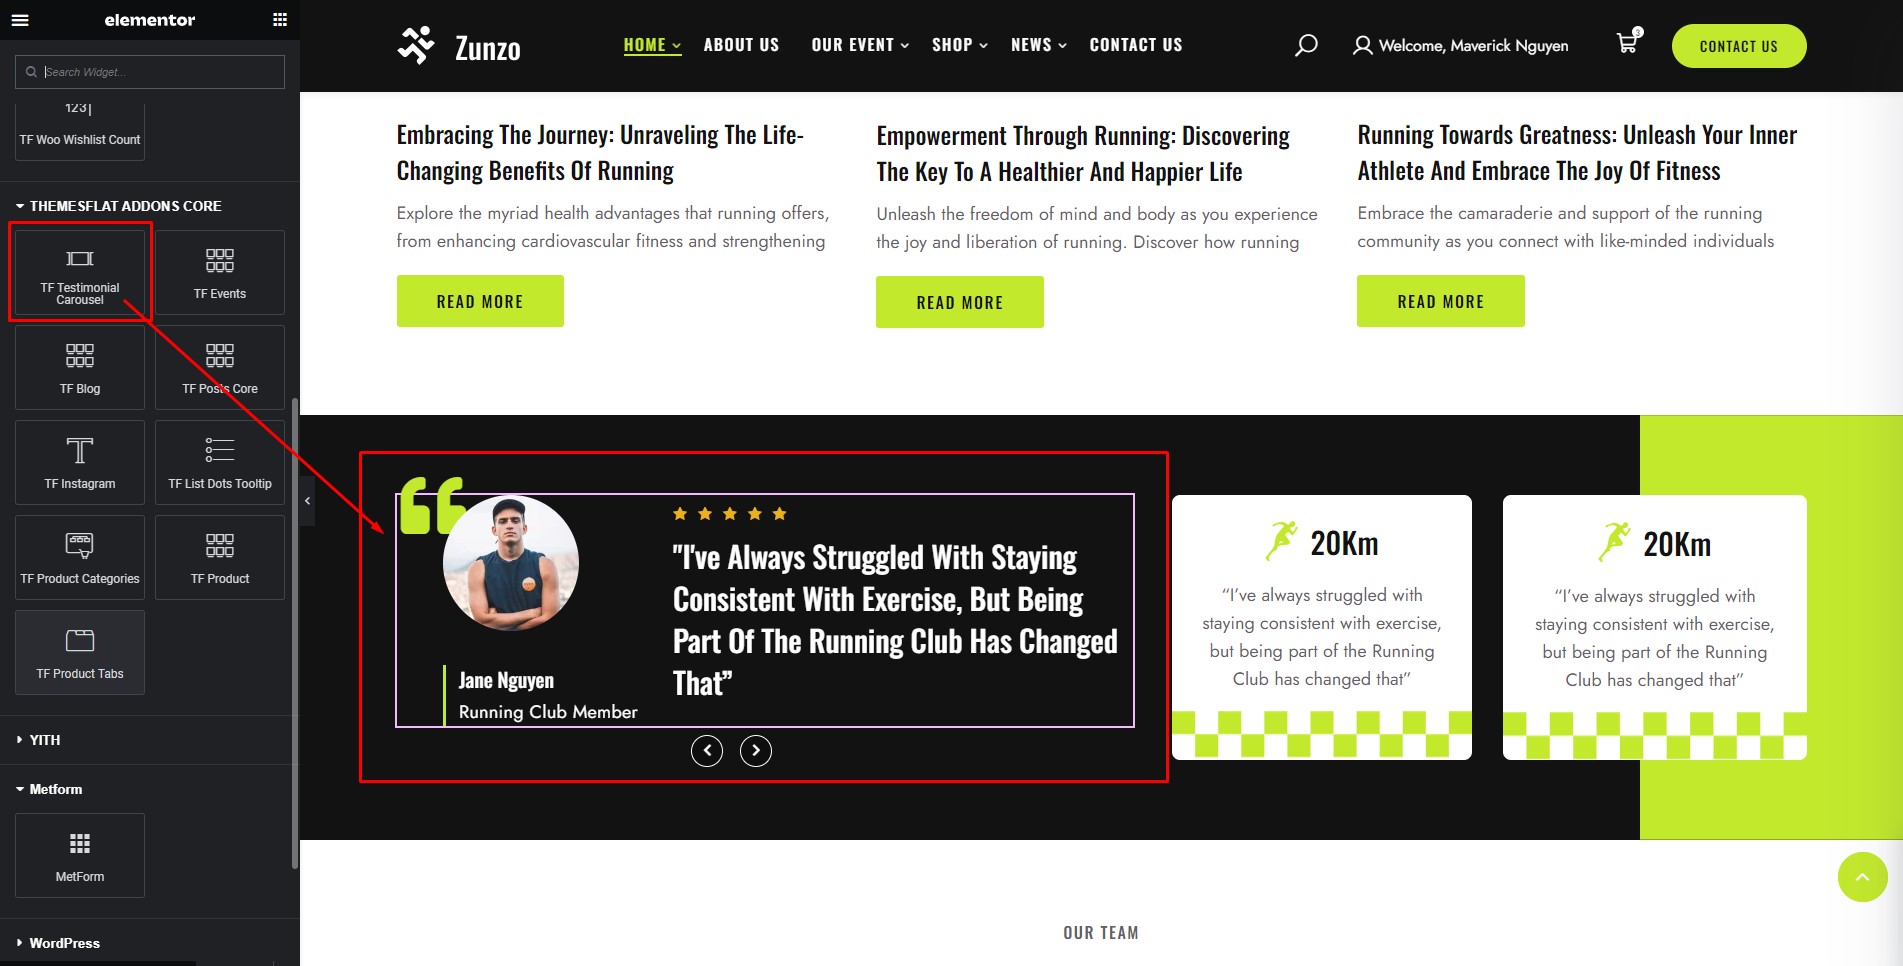 elementor
Search Widget...
123|
TF Woo Wishlist Count
THEMESFLAT ADDONS CORE
TF Testimonial
Carousel
TF Events
TF Blog
TF Posts Core
TF Instagram
TF List Dots Tooltip
TF Product Categories
TF Product
TF Product Tabs
YITH
Metform
MetForm
WordPress
Zunzo
HOME
ABOUT US
OUR EVENT
SHOP
NEWS
CONTACT US
Welcome, Maverick Nguyen
CONTACT US
Embracing The Journey: Unraveling The Life-
Changing Benefits Of Running
Explore the myriad health advantages that running offers,
from enhancing cardiovascular fitness and strengthening
READ MORE
Empowerment Through Running: Discovering
The Key To A Healthier And Happier Life
Unleash the freedom of mind and body as you experience
the joy and liberation of running. Discover how running
READ MORE
Running Towards Greatness: Unleash Your Inner
Athlete And Embrace The Joy Of Fitness
Embrace the camaraderie and support of the running
community as you connect with like-minded individuals
READ MORE
Jane Nguyen
Running Club Member
"I've Always Struggled With Staying
Consistent With Exercise, But Being
Part Of The Running Club Has Changed
That”
20Km
“I’ve always struggled with
staying consistent with exercise,
but being part of the Running
Club has changed that”
20Km
“I’ve always struggled with
staying consistent with exercise,
but being part of the Running
Club has changed that”
OUR TEAM